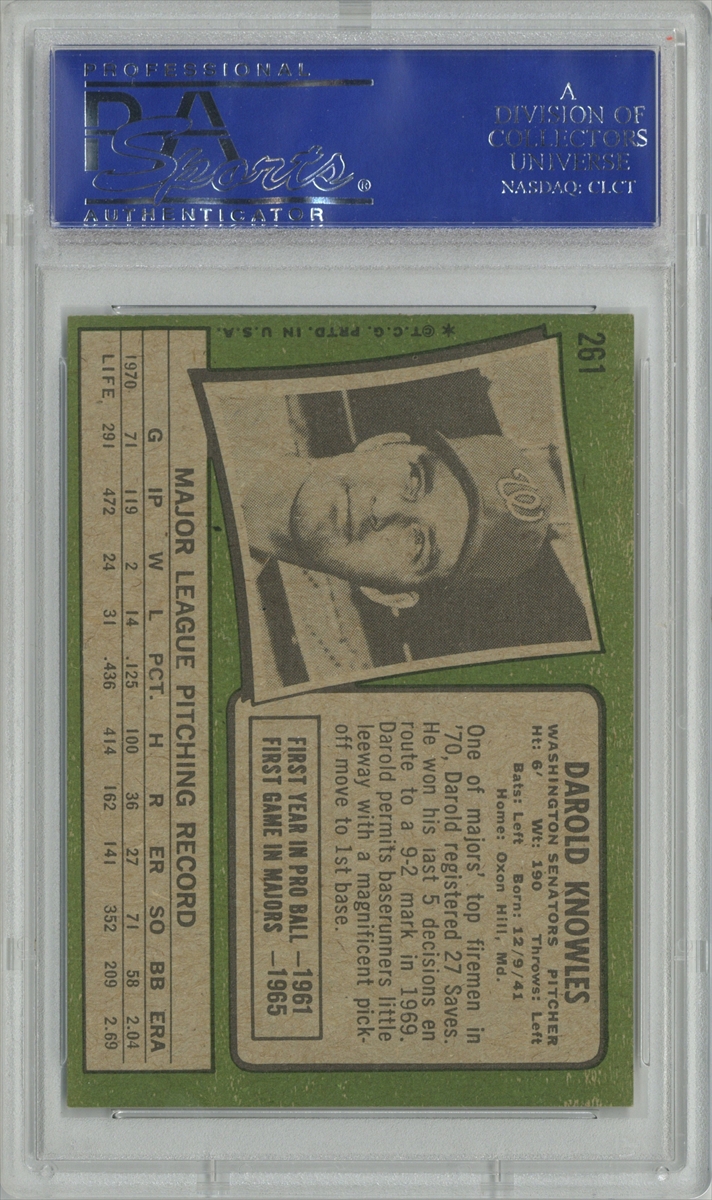 PROFESSIONAL
PSA
Sports®
AUTHENTICATOR
A
DIVISION OF
COLLECTORS
UNIVERSE
NASDAQ: CLCT
261
★©T.C.G. PRTD. IN U.S.A.
W
DAROLD KNOWLES
WASHINGTON SENATORS PITCHER
Ht: 6' Wt: 190 Throws: Left
Bats: Left Born: 12/9/41
Home: Oxon Hill, Md.
One of majors' top firemen in
'70, Darold registered 27 Saves.
He won his last 5 decisions en
route to a 9-2 mark in 1969.
Darold permits baserunners little
leeway with a magnificent pick-
off move to 1st base.
FIRST YEAR IN PRO BALL—1961
FIRST GAME IN MAJORS —1965
MAJOR LEAGUE PITCHING RECORD
G IP W L PCT. H R ER SO BB ERA
1970 71 119 2 14 .125 100 36 27 71 58 2.04
LIFE 291 472 24 31 .436 414 162 141 352 209 2.69